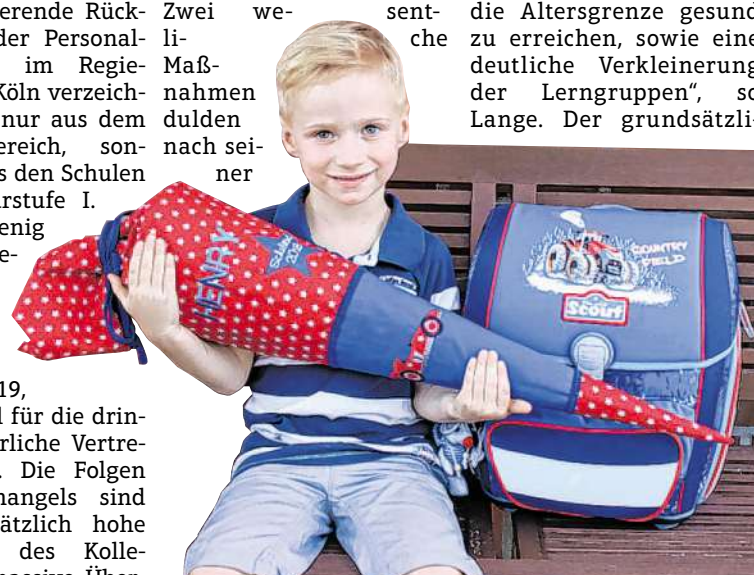 erende Rück-
der Personal-
im Regie-
Köln verzeich-
nur aus dem
ereich, son-
s den Schulen
rstufe I.
enig
e-
19,
l für die drin-
rliche Vertre-
. Die Folgen
mangels sind
ätzlich hohe
des Kolle-
Zwei we- sent-
li- che
Maß-
nahmen
dulden
nach sei-
ner
die Altersgrenze gesund
zu erreichen, sowie eine
deutliche Verkleinerung
der Lerngruppen“, so
Lange. Der grundsätzli-
HENRY
2018
COUNTRY
FIELD
Scout